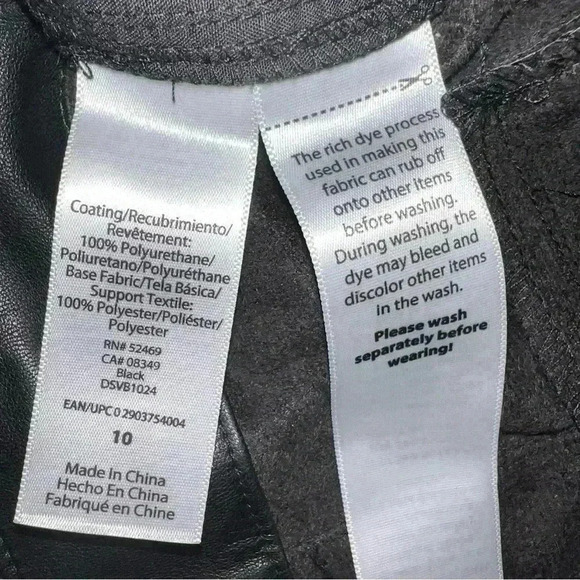 Coating/Recubrimiento/
Revêtement:
100% Polyurethane/
Poliuretano/Polyuréthane
Base Fabric/Tela Básica/
Support Textile:
100% Polyester/Poliéster/
Polyester
RN# 52469
CA# 08349
Black
DSVB1024
EAN/UPC 0 2903754004
10
Made In China
Hecho En China
Fabriqué en Chine
The rich dye process
used in making this
fabric can rub off
onto other items
before washing.
During washing, the
dye may bleed and
discolor other items
in the wash.
Please wash
separately before
wearing!